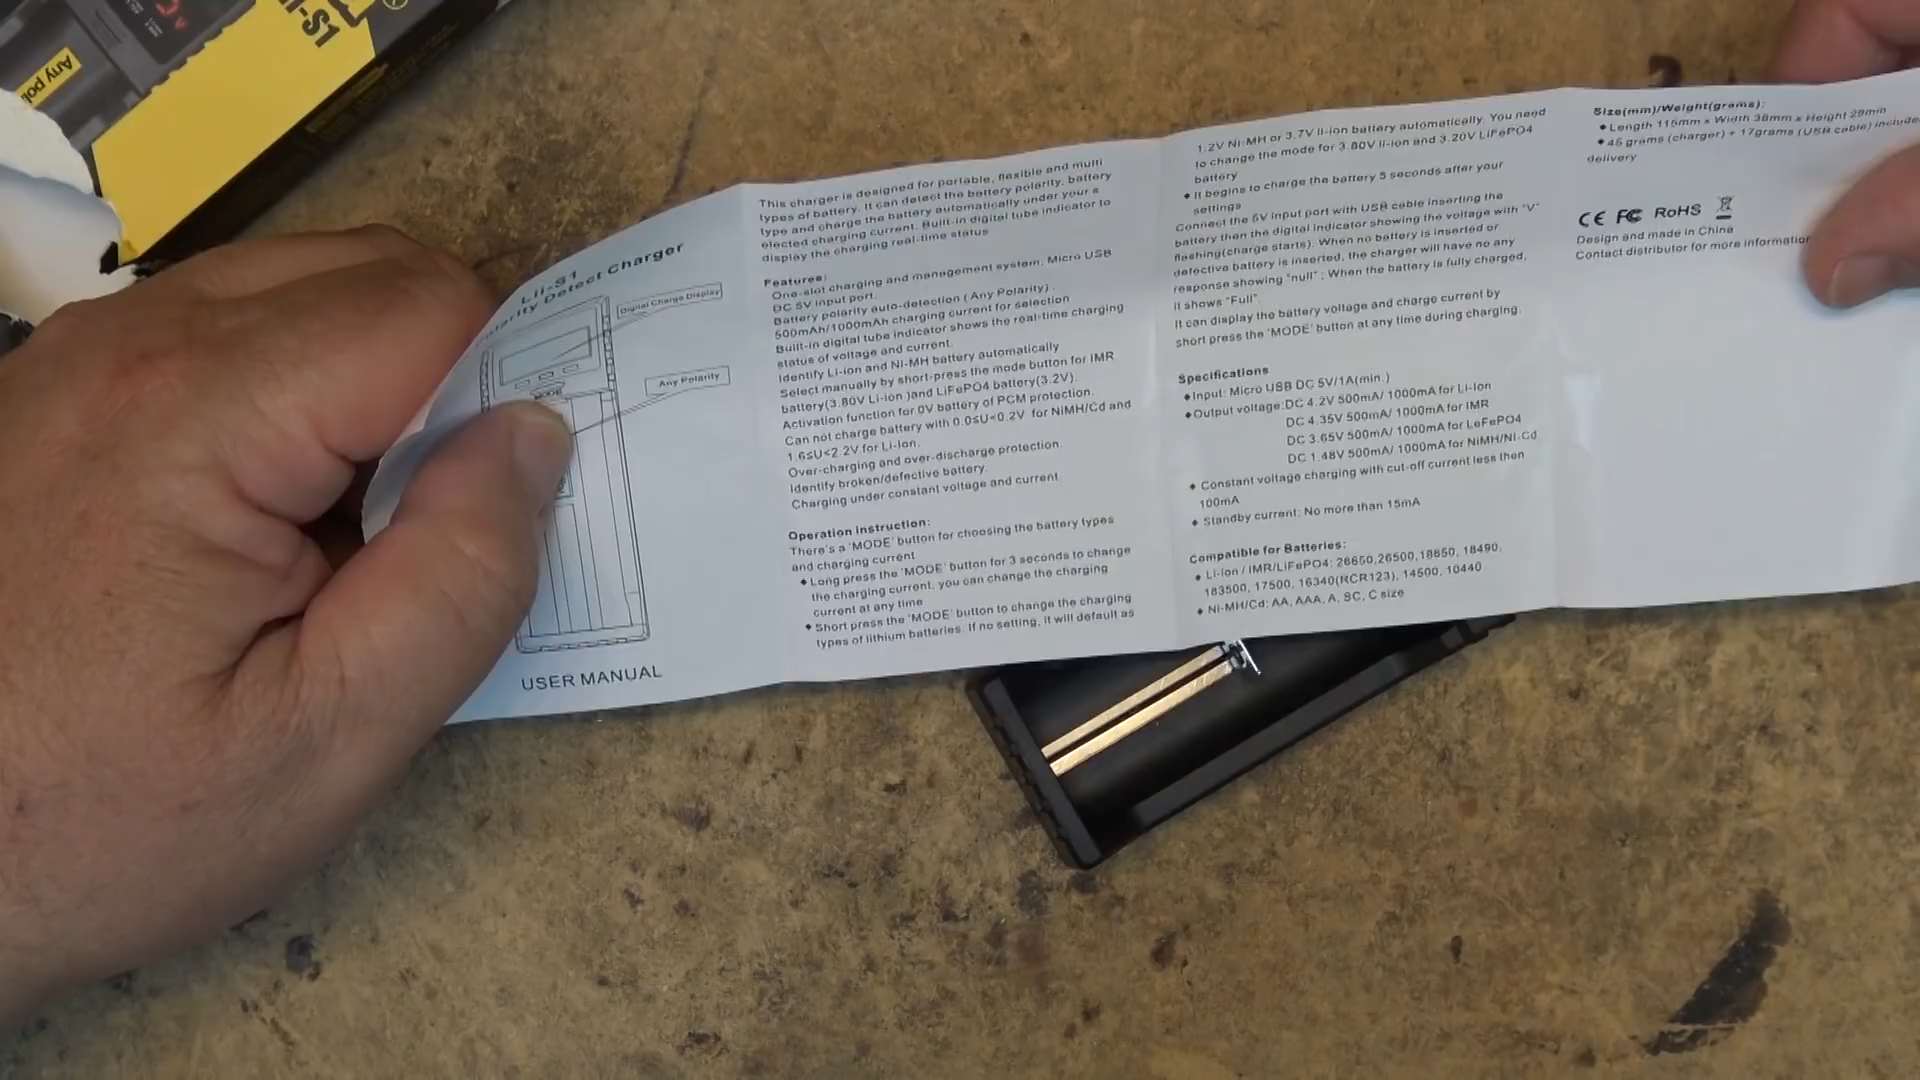 I-S1
Any pol
Lii-S1
olarity Detect Charger
Digital Charge Display
Any Polarity
MODE
USER MANUAL
This charger is designed for portable, flexible and multi
types of battery. It can detect the battery polarity, battery
type and charge the battery automatically under your s
elected charging current. Built-in digital tube indicator to
display the charging real-time status
Features:
One-slot charging and management system, Micro USB
DC 5V input port.
Battery polarity auto-detection ( Any Polarity) .
500mAh/1000mAh charging current for selection
Built-in digital tube indicator shows the real-time charging
status of voltage and current.
Identify Li-ion and Ni-MH battery automatically
Select manually by short-press the mode button for IMR
battery(3.80V Li-ion )and LiFePO4 battery(3.2V).
Activation function for 0V battery of PCM protection.
Can not charge battery with 0.0≤U<0.2V for NiMH/Cd and
1.6≤U<2.2V for Li-Ion.
Over-charging and over-discharge protection.
Identify broken/defective battery.
Charging under constant voltage and current
Operation Instruction:
There's a 'MODE' button for choosing the battery types
and charging current
◆ Long press the 'MODE' button for 3 seconds to change
the charging current, you can change the charging
current at any time
◆ Short press the 'MODE' button to change the charging
types of lithium batteries. If no setting, it will default as
1.2V Ni-MH or 3.7V li-ion battery automatically. You need
to change the mode for 3.80V li-ion and 3.20V LiFePO4
battery
◆ It begins to charge the battery 5 seconds after your
settings
Connect the 5V input port with USB cable inserting the
battery then the digital indicator showing the voltage with "V"
flashing(charge starts). When no battery is inserted or
defective battery is inserted, the charger will have no any
response showing "null" ; When the battery is fully charged,
it shows "Full".
It can display the battery voltage and charge current by
short press the 'MODE' button at any time during charging.
Specifications
◆ Input: Micro USB DC 5V/1A(min.)
◆ Output voltage:DC 4.2V 500mA/ 1000mA for Li-Ion
DC 4.35V 500mA/ 1000mA for IMR
DC 3.65V 500mA/ 1000mA for LeFePO4
DC 1.48V 500mA/ 1000mA for NiMH/Ni-Cd
◆ Constant voltage charging with cut-off current less then
100mA
◆ Standby current: No more than 15mA
Compatible for Batteries:
◆ Li-ion / IMR/LiFePO4: 26650,26500,18650, 18490,
183500, 17500, 16340(RCR123), 14500, 10440
◆ Ni-MH/Cd: AA, AAA, A, SC, C size
Size(mm)/Weight(grams):
◆ Length 115mm x Width 38mm x Height 29mm
◆ 45 grams (charger) + 17grams (USB cable) included
delivery
CE FC RoHS
Design and made in China
Contact distributor for more information